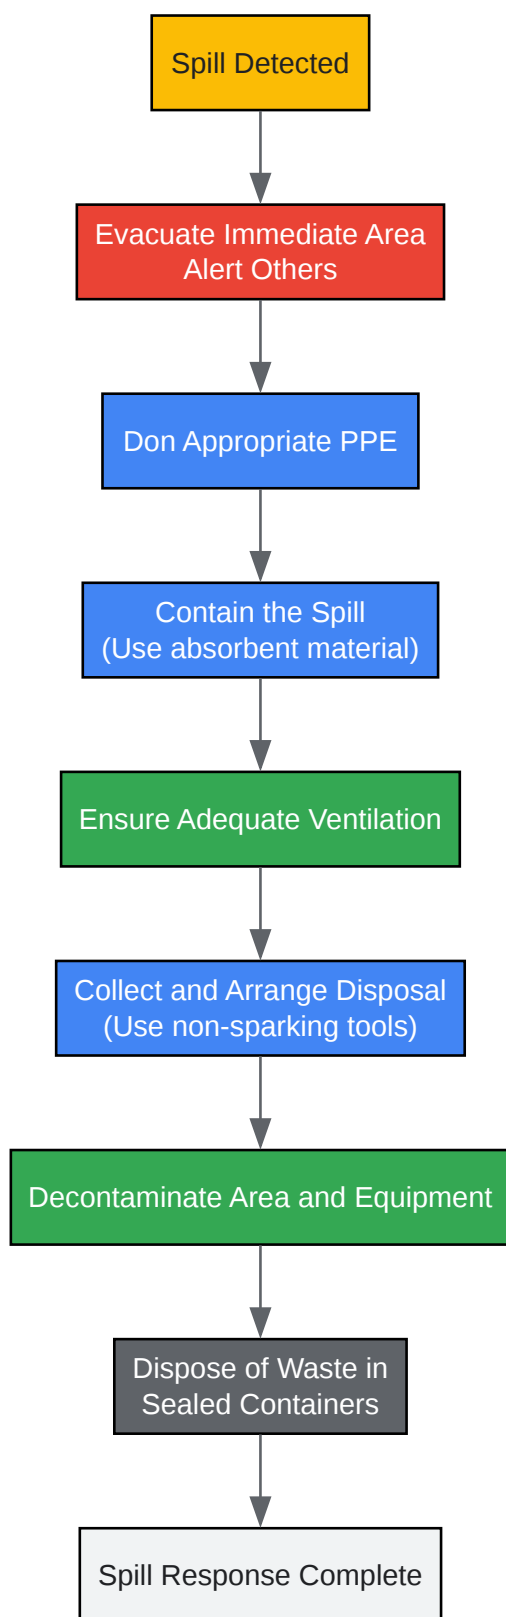 Spill Detected
Evacuate Immediate Area
Alert Others
Don Appropriate PPE
Contain the Spill
(Use absorbent material)
Ensure Adequate Ventilation
Collect and Arrange Disposal
(Use non-sparking tools)
Decontaminate Area and Equipment
Dispose of Waste in
Sealed Containers
Spill Response Complete